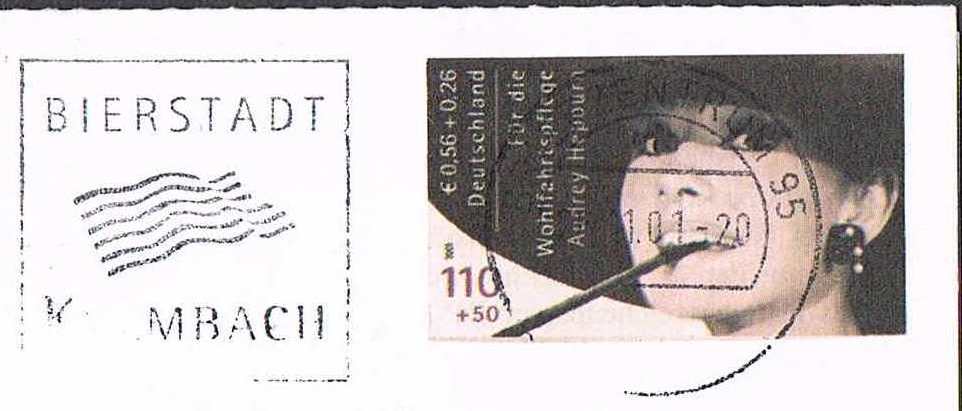 BIERSTADT
MBACH
€ 0,56 + 0,26
Deutschland
Für die
Wohlfahrtspflege
Audrey Hepburn
110
+50
95
1.01-20